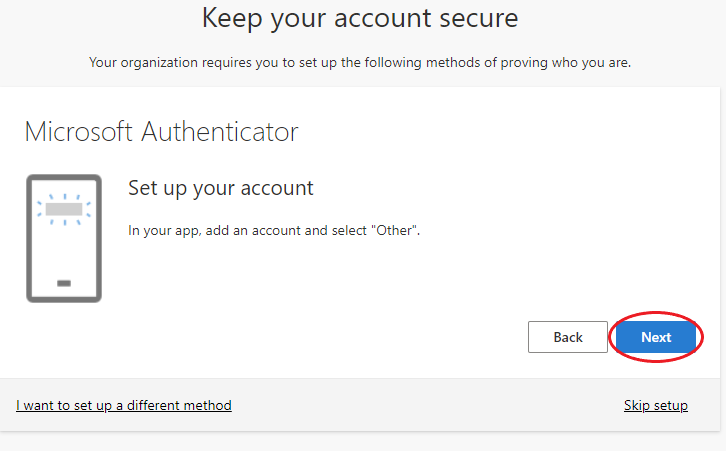 Keep your account secure
Your organization requires you to set up the following methods of proving who you are.
Microsoft Authenticator
Set up your account
In your app, add an account and select "Other".
Back
Next
I want to set up a different method
Skip setup